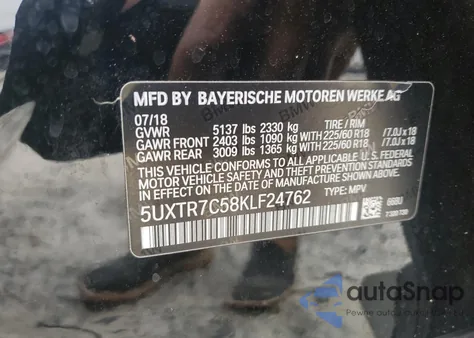 MFD BY BAYERISCHE MOTOREN WERKE AG
07/18
GVWR 5137 lbs 2330 kg TIRE / RIM
GAWR FRONT 2403 lbs 1090 kg WITH 225/60 R18 /7.0J x 18
GAWR REAR 3009 lbs 1365 kg WITH 225/60 R18 /7.0J x 18
THIS VEHICLE CONFORMS TO ALL APPLICABLE U.S. FEDERAL
MOTOR VEHICLE SAFETY AND THEFT PREVENTION STANDARDS
IN EFFECT ON THE DATE OF MANUFACTURE SHOWN ABOVE.
5UXTR7C58KLF24762 TYPE: MPV
autoSnap